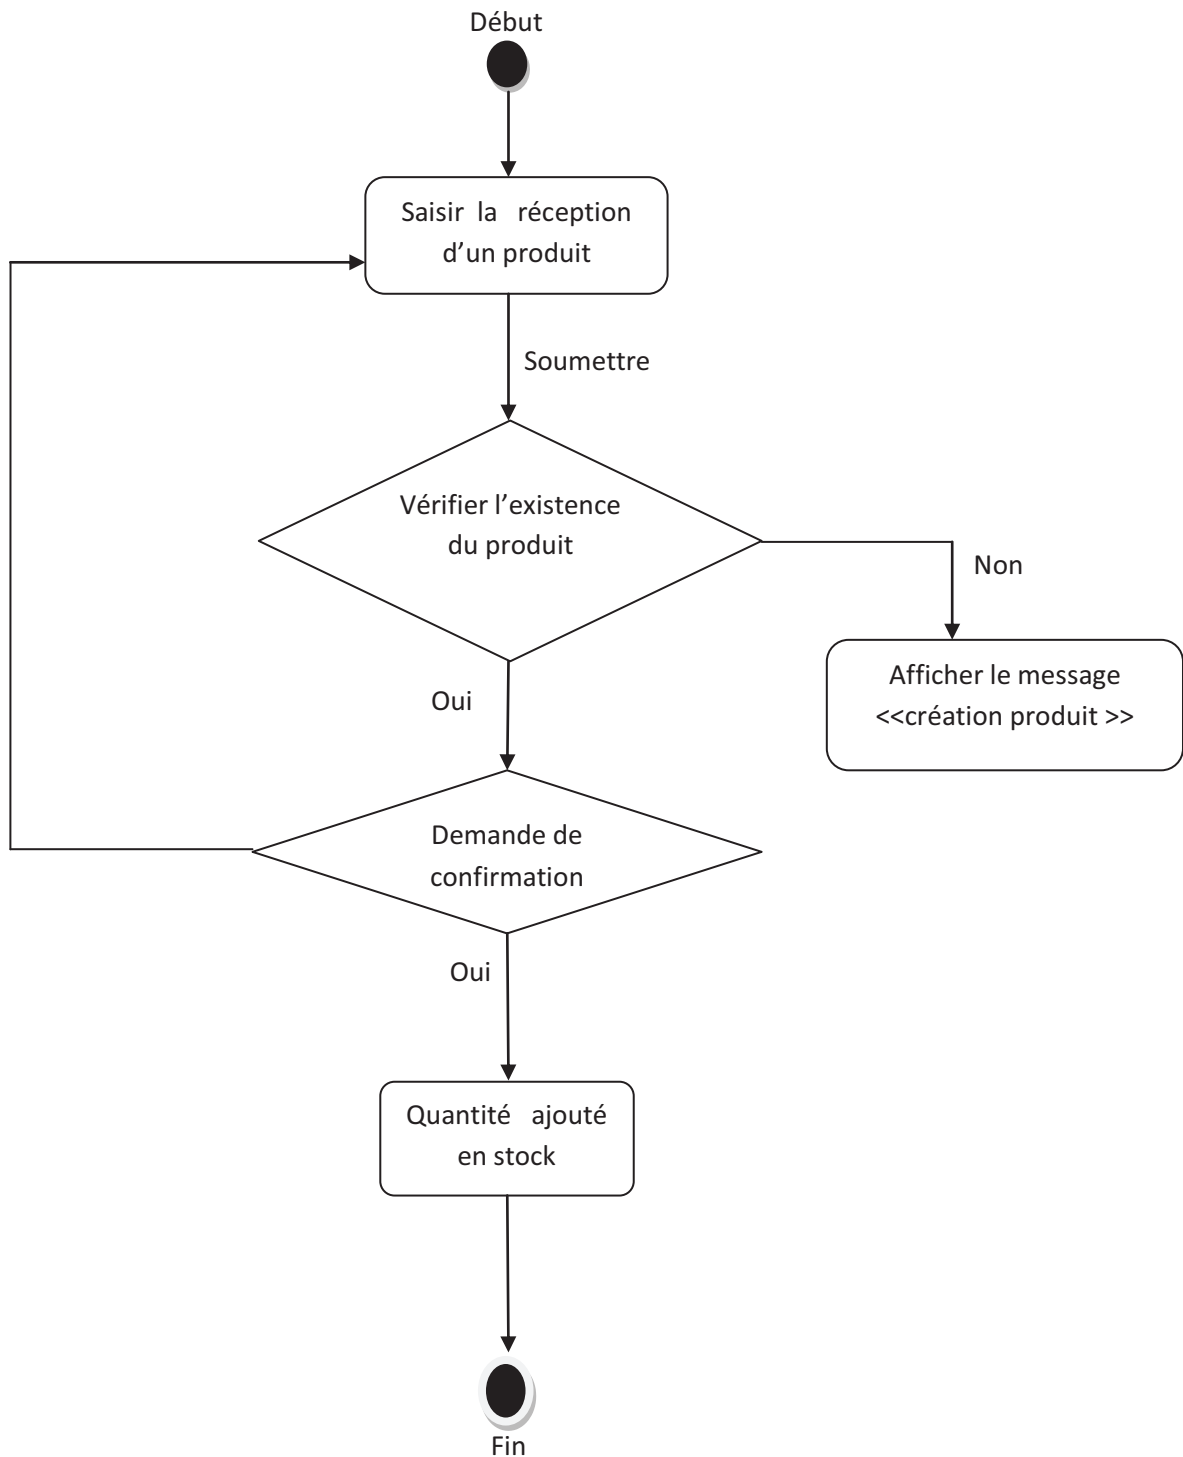 Début
Saisir la réception
d’un produit
Soumettre
Vérifier l’existence
du produit
Non
Afficher le message
<<création produit >>
Oui
Demande de
confirmation
Oui
Quantité ajouté
en stock
Fin